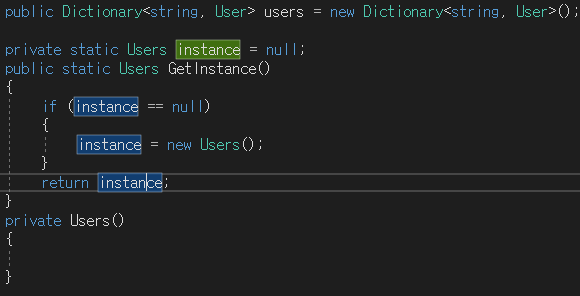 public Dictionary<string, User> users = new Dictionary<string, User>();
private static Users instance = null;
public static Users GetInstance()
{
if (instance == null)
{
instance = new Users();
}
return instance;
}
private Users()
{
}